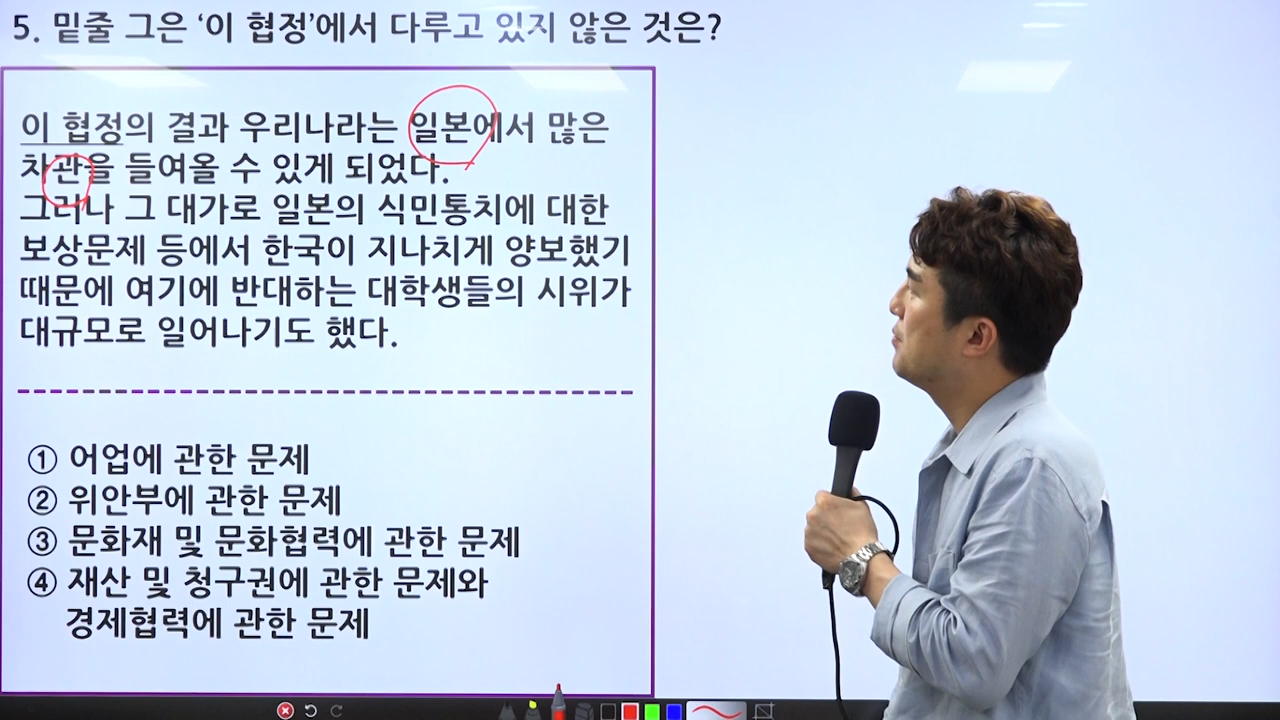 5. 밑줄 그은 ‘이 협정’에서 다루고 있지 않은 것은?
이 협정의 결과 우리나라는 일본에서 많은
차관을 들여올 수 있게 되었다.
그러나 그 대가로 일본의 식민통치에 대한
보상문제 등에서 한국이 지나치게 양보했기
때문에 여기에 반대하는 대학생들의 시위가
대규모로 일어나기도 했다.
① 어업에 관한 문제
② 위안부에 관한 문제
③ 문화재 및 문화협력에 관한 문제
④ 재산 및 청구권에 관한 문제와
경제협력에 관한 문제